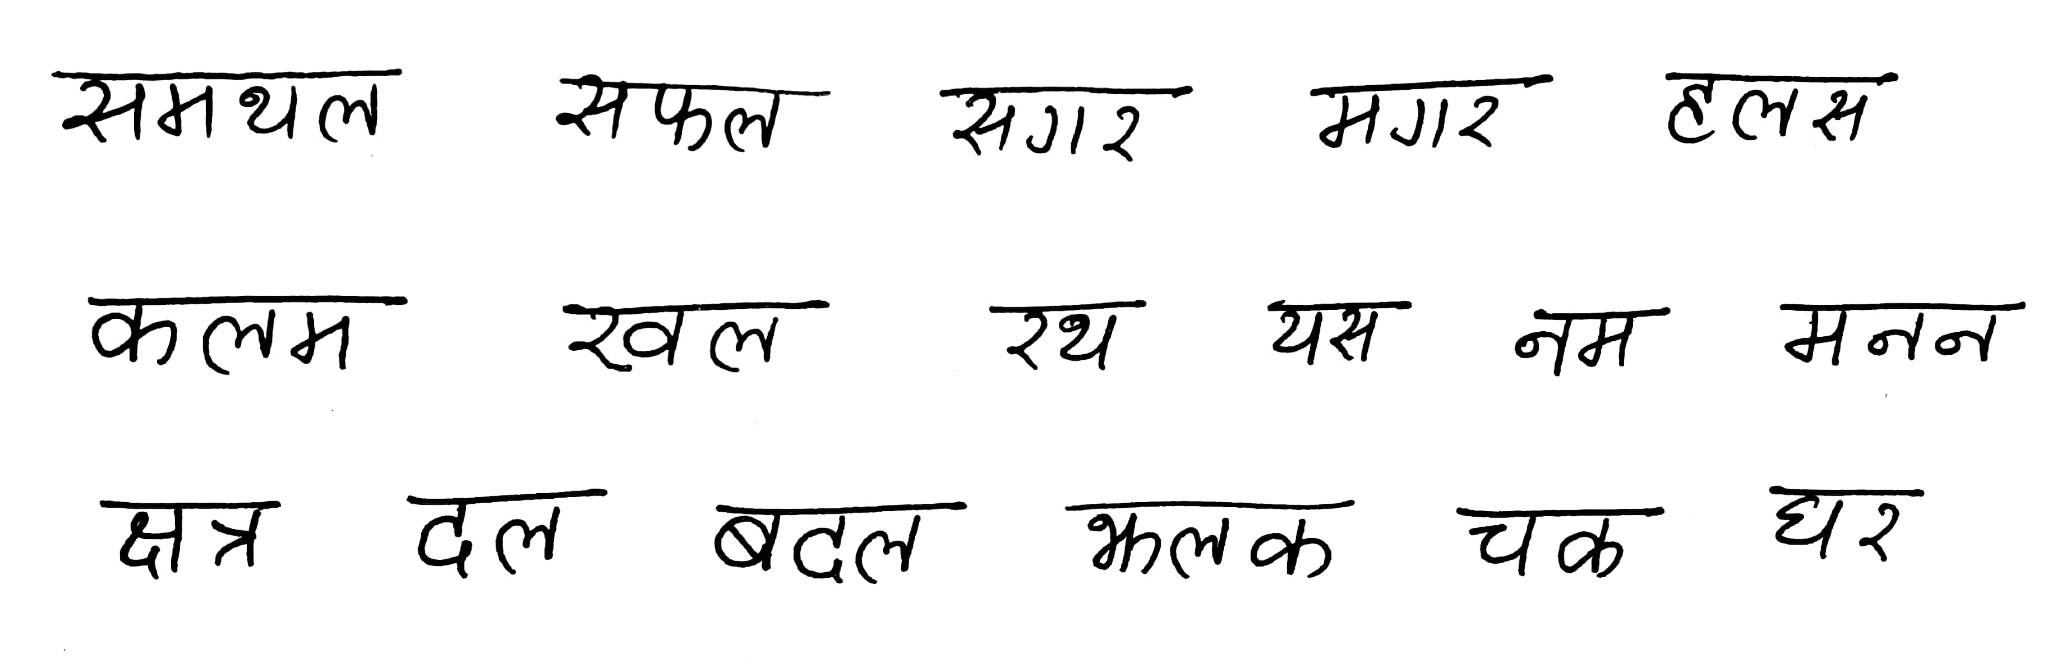 समथल सफल सगर मगर हलस
कलम खल रथ यस नम मनन
क्षत्र दल बदल झलक चक घर